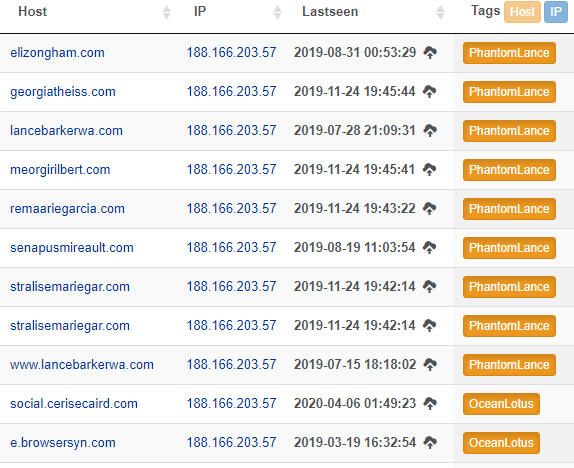 Host IP Lastseen Tags Host IP
elizongham.com 188.166.203.57 2019-08-31 00:53:29 PhantomLance
georgiatheiss.com 188.166.203.57 2019-11-24 19:45:44 PhantomLance
lancebarkerwa.com 188.166.203.57 2019-07-28 21:09:31 PhantomLance
meorgirilbert.com 188.166.203.57 2019-11-24 19:45:41 PhantomLance
remaariegarcia.com 188.166.203.57 2019-11-24 19:43:22 PhantomLance
senapusmireault.com 188.166.203.57 2019-08-19 11:03:54 PhantomLance
stralisemariegar.com 188.166.203.57 2019-11-24 19:42:14 PhantomLance
stralisemariegar.com 188.166.203.57 2019-11-24 19:42:14 PhantomLance
www.lancebarkerwa.com 188.166.203.57 2019-07-15 18:18:02 PhantomLance
social.cerisecaird.com 188.166.203.57 2020-04-06 01:49:23 OceanLotus
e.browsersyn.com 188.166.203.57 2019-03-19 16:32:54 OceanLotus